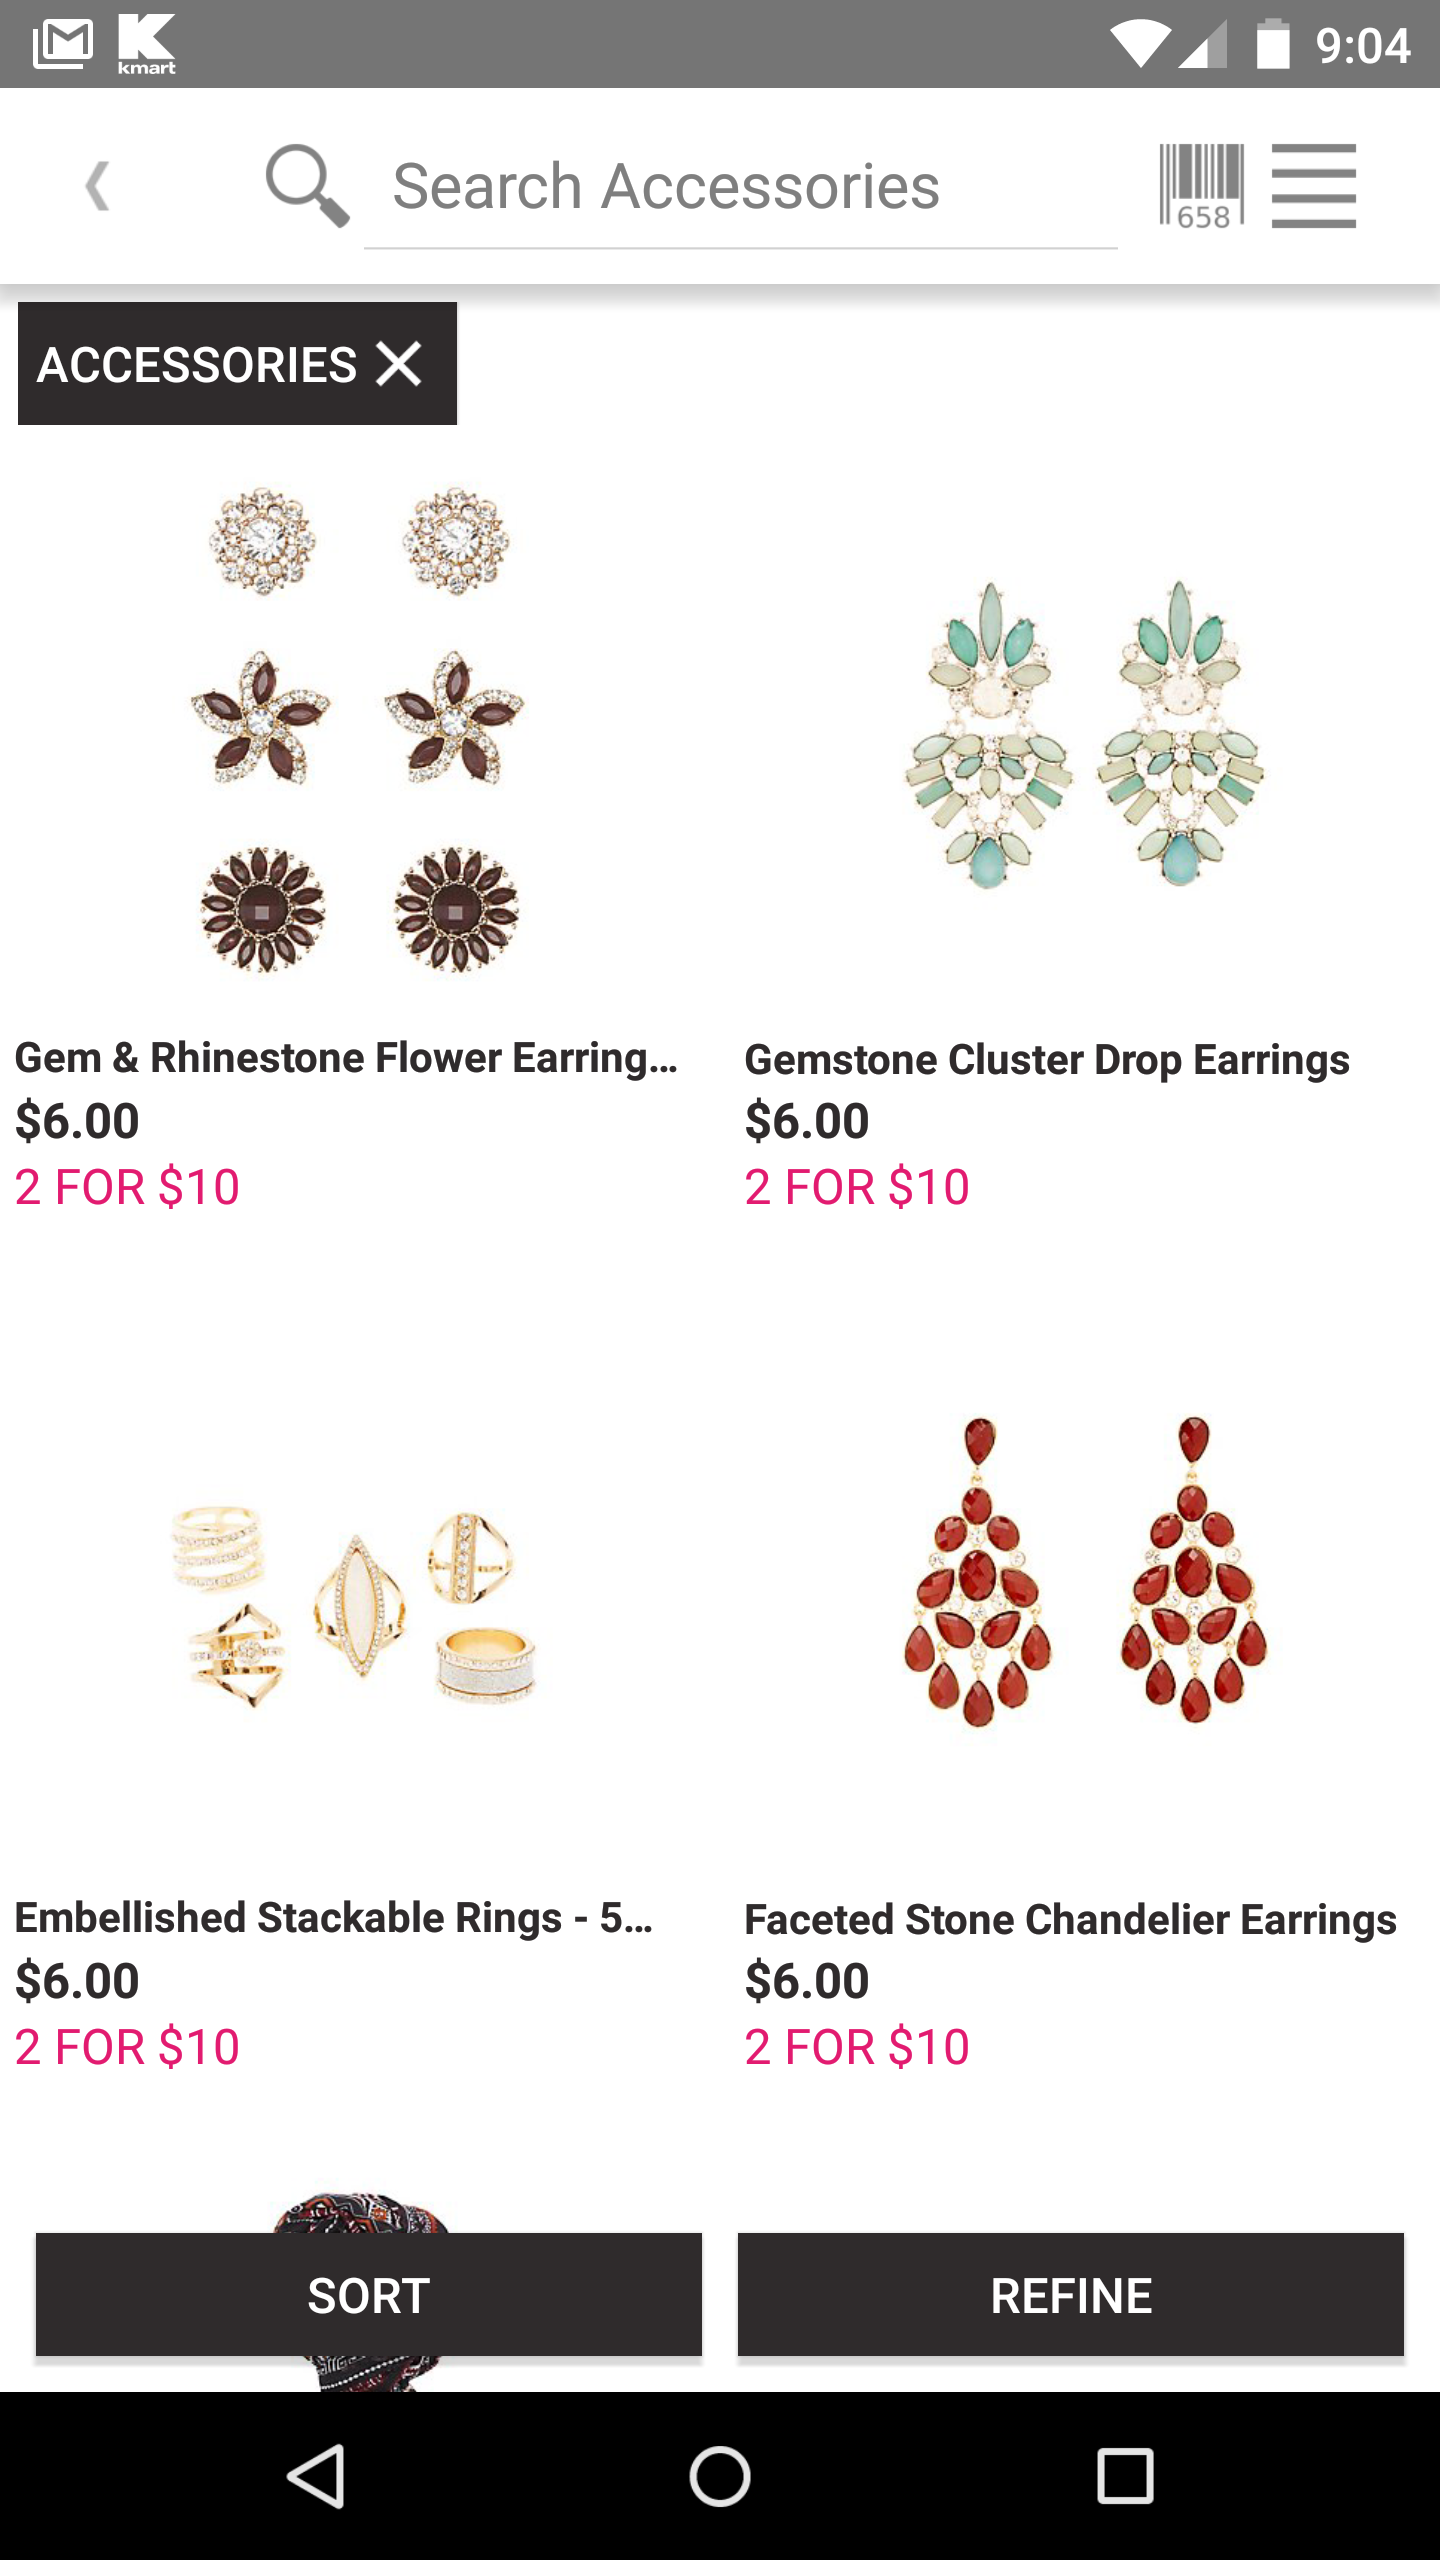 kmart
9:04
Search Accessories
658
ACCESSORIES
Gem & Rhinestone Flower Earring...
$6.00
2 FOR $10
Gemstone Cluster Drop Earrings
$6.00
2 FOR $10
Embellished Stackable Rings - 5...
$6.00
2 FOR $10
Faceted Stone Chandelier Earrings
$6.00
2 FOR $10
SORT
REFINE